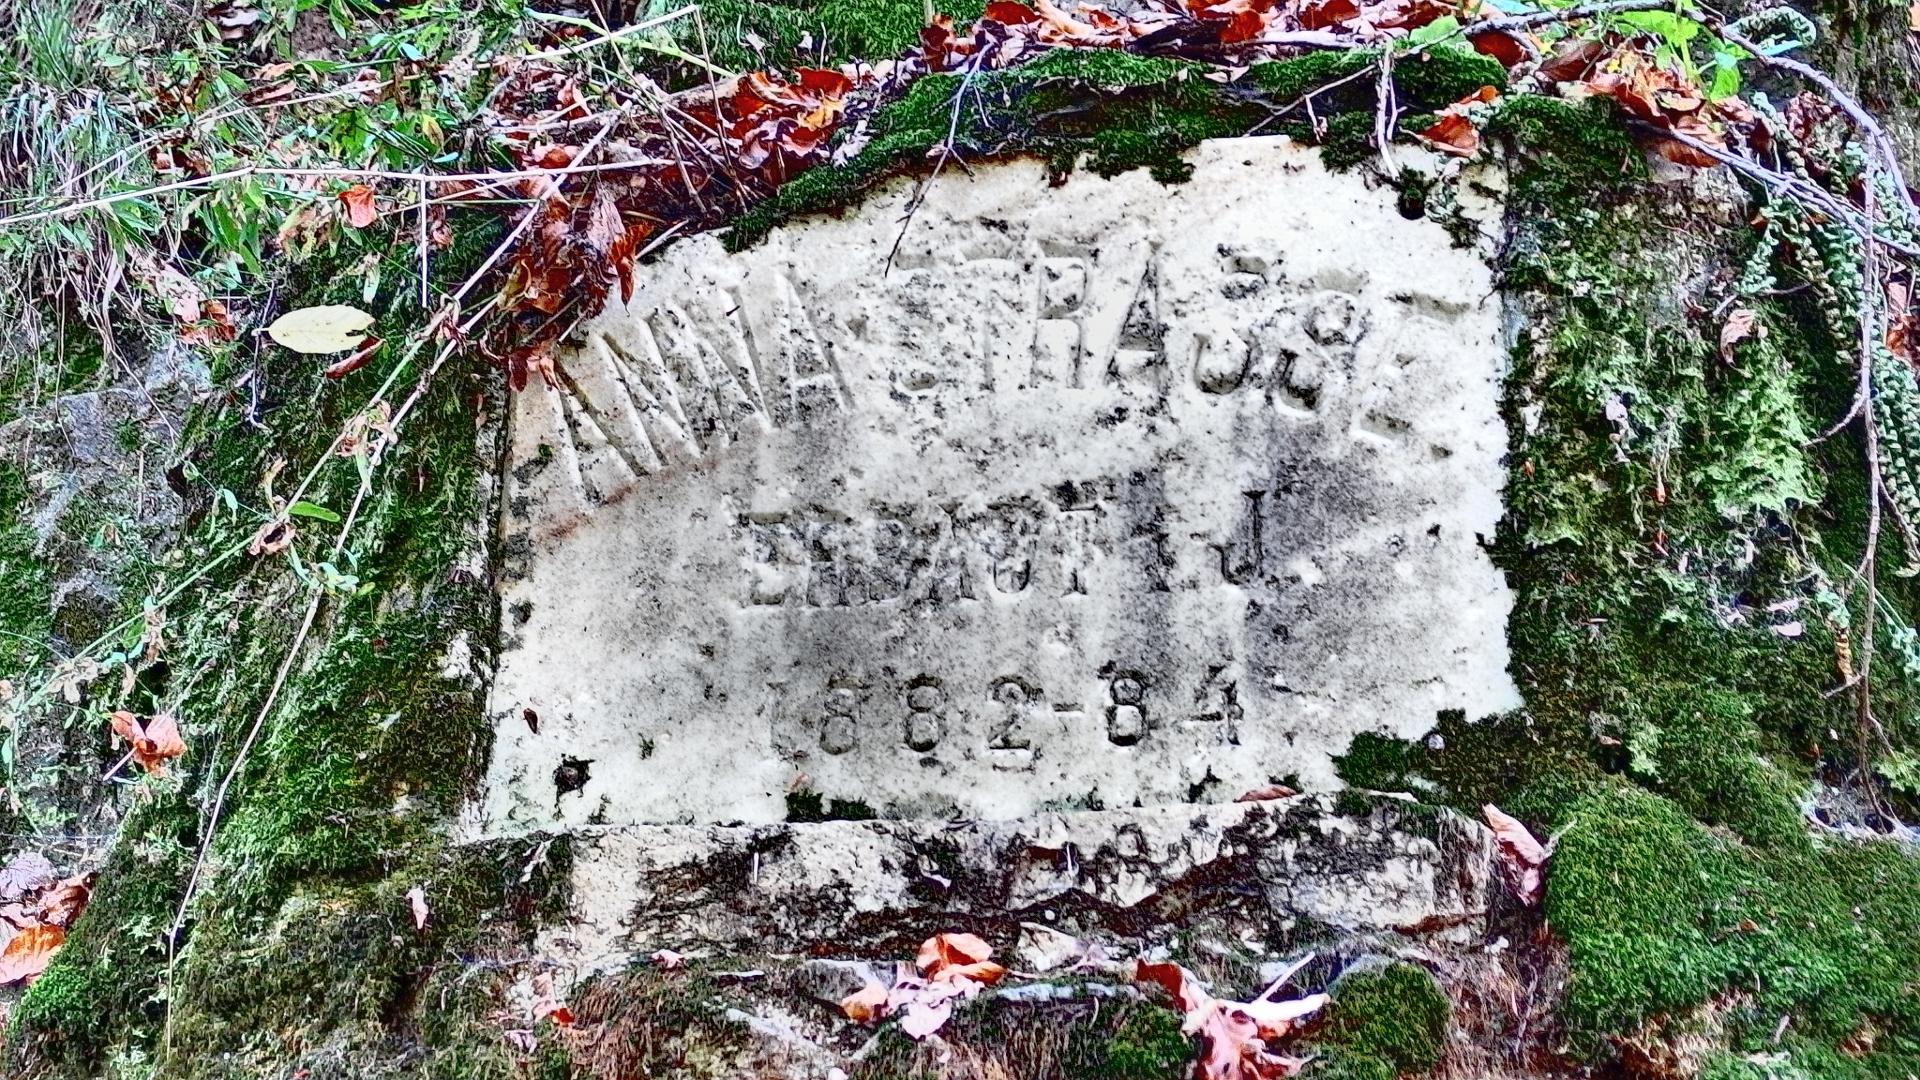 ANNA-STRASSE
ERBAUT I. J.
1882-84